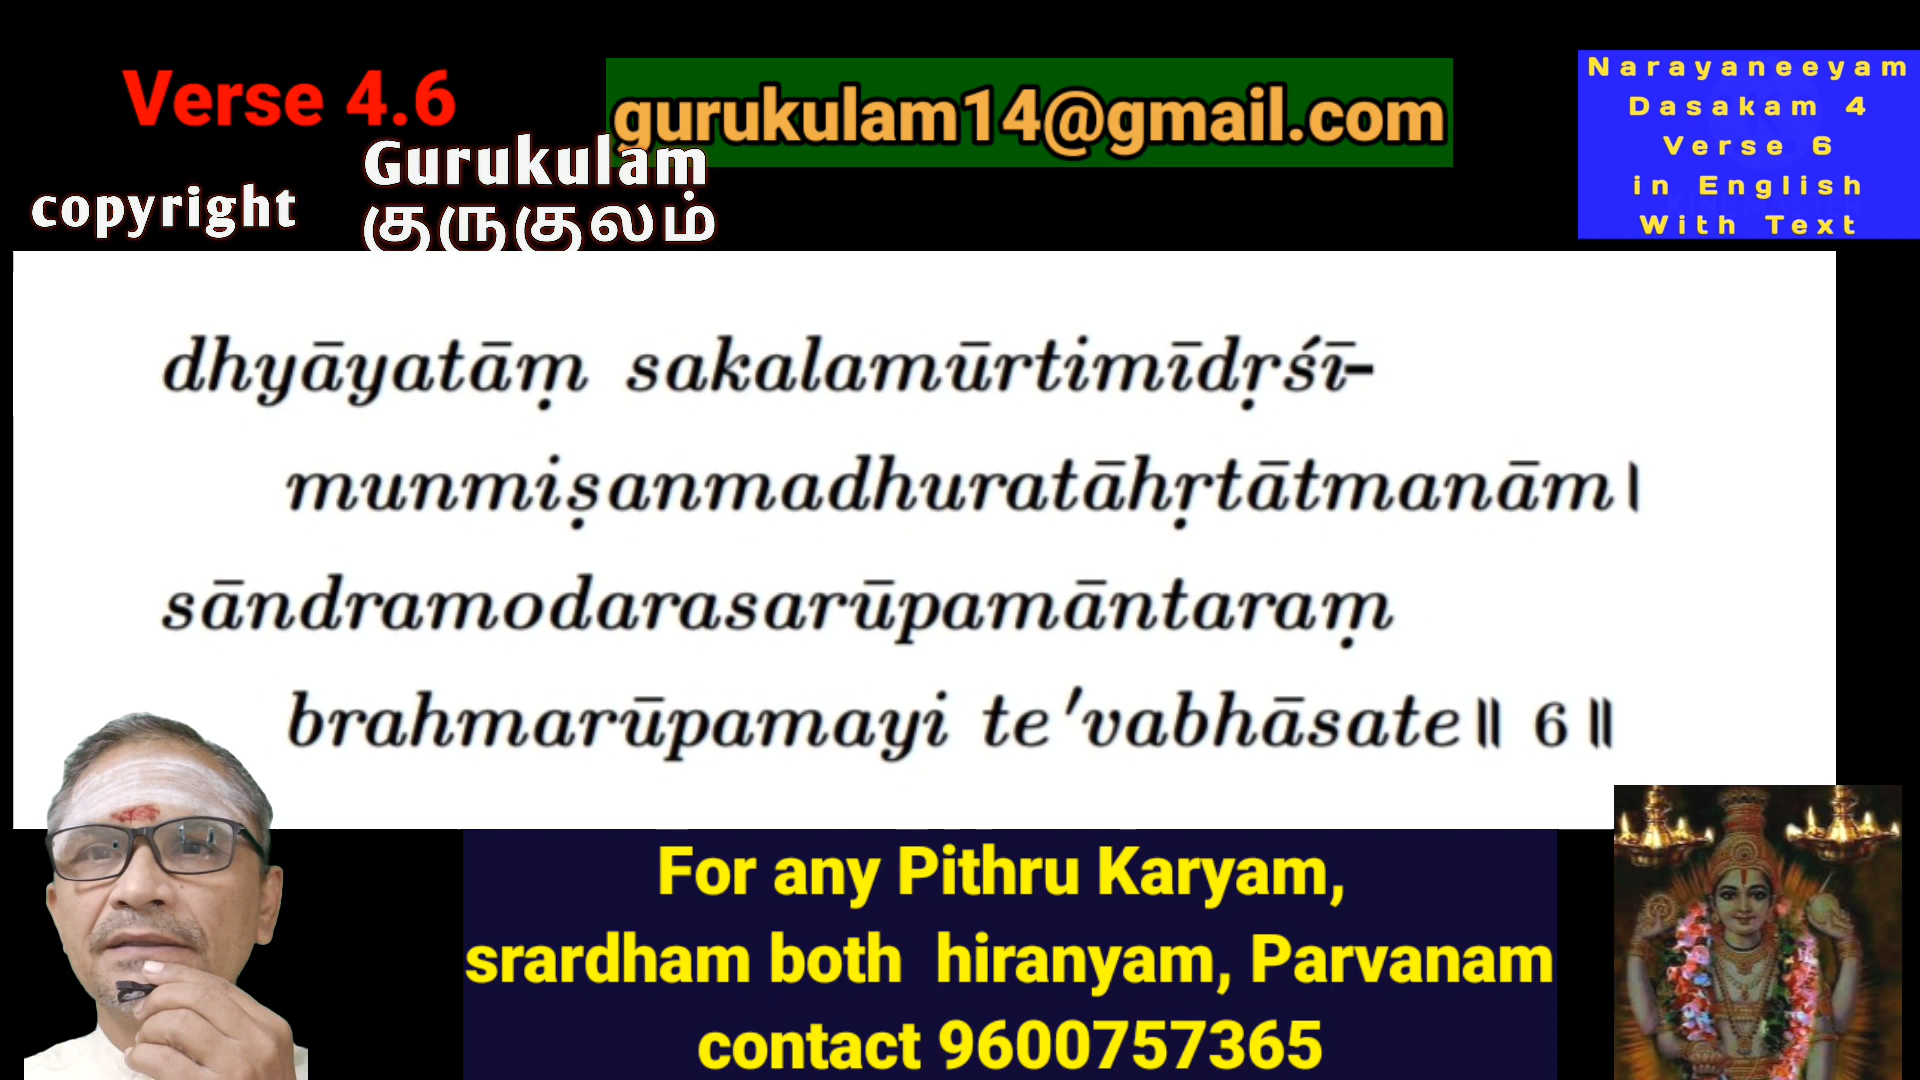 Verse 4.6
gurukulam14@gmail.com
Narayaneeyam
Dasakam 4
Verse 6
in English
With Text
copyright
Gurukulam
குருகுலம்
dhyāyatāṃ sakalamūrtimīdṛśī-
munmiṣanmadhuratāhṛtātmanām।
sāndramodarasarūpamāntaraṃ
brahmarūpamayi te'vabhāsate॥ 6॥
For any Pithru Karyam,
srardham both hiranyam, Parvanam
contact 9600757365